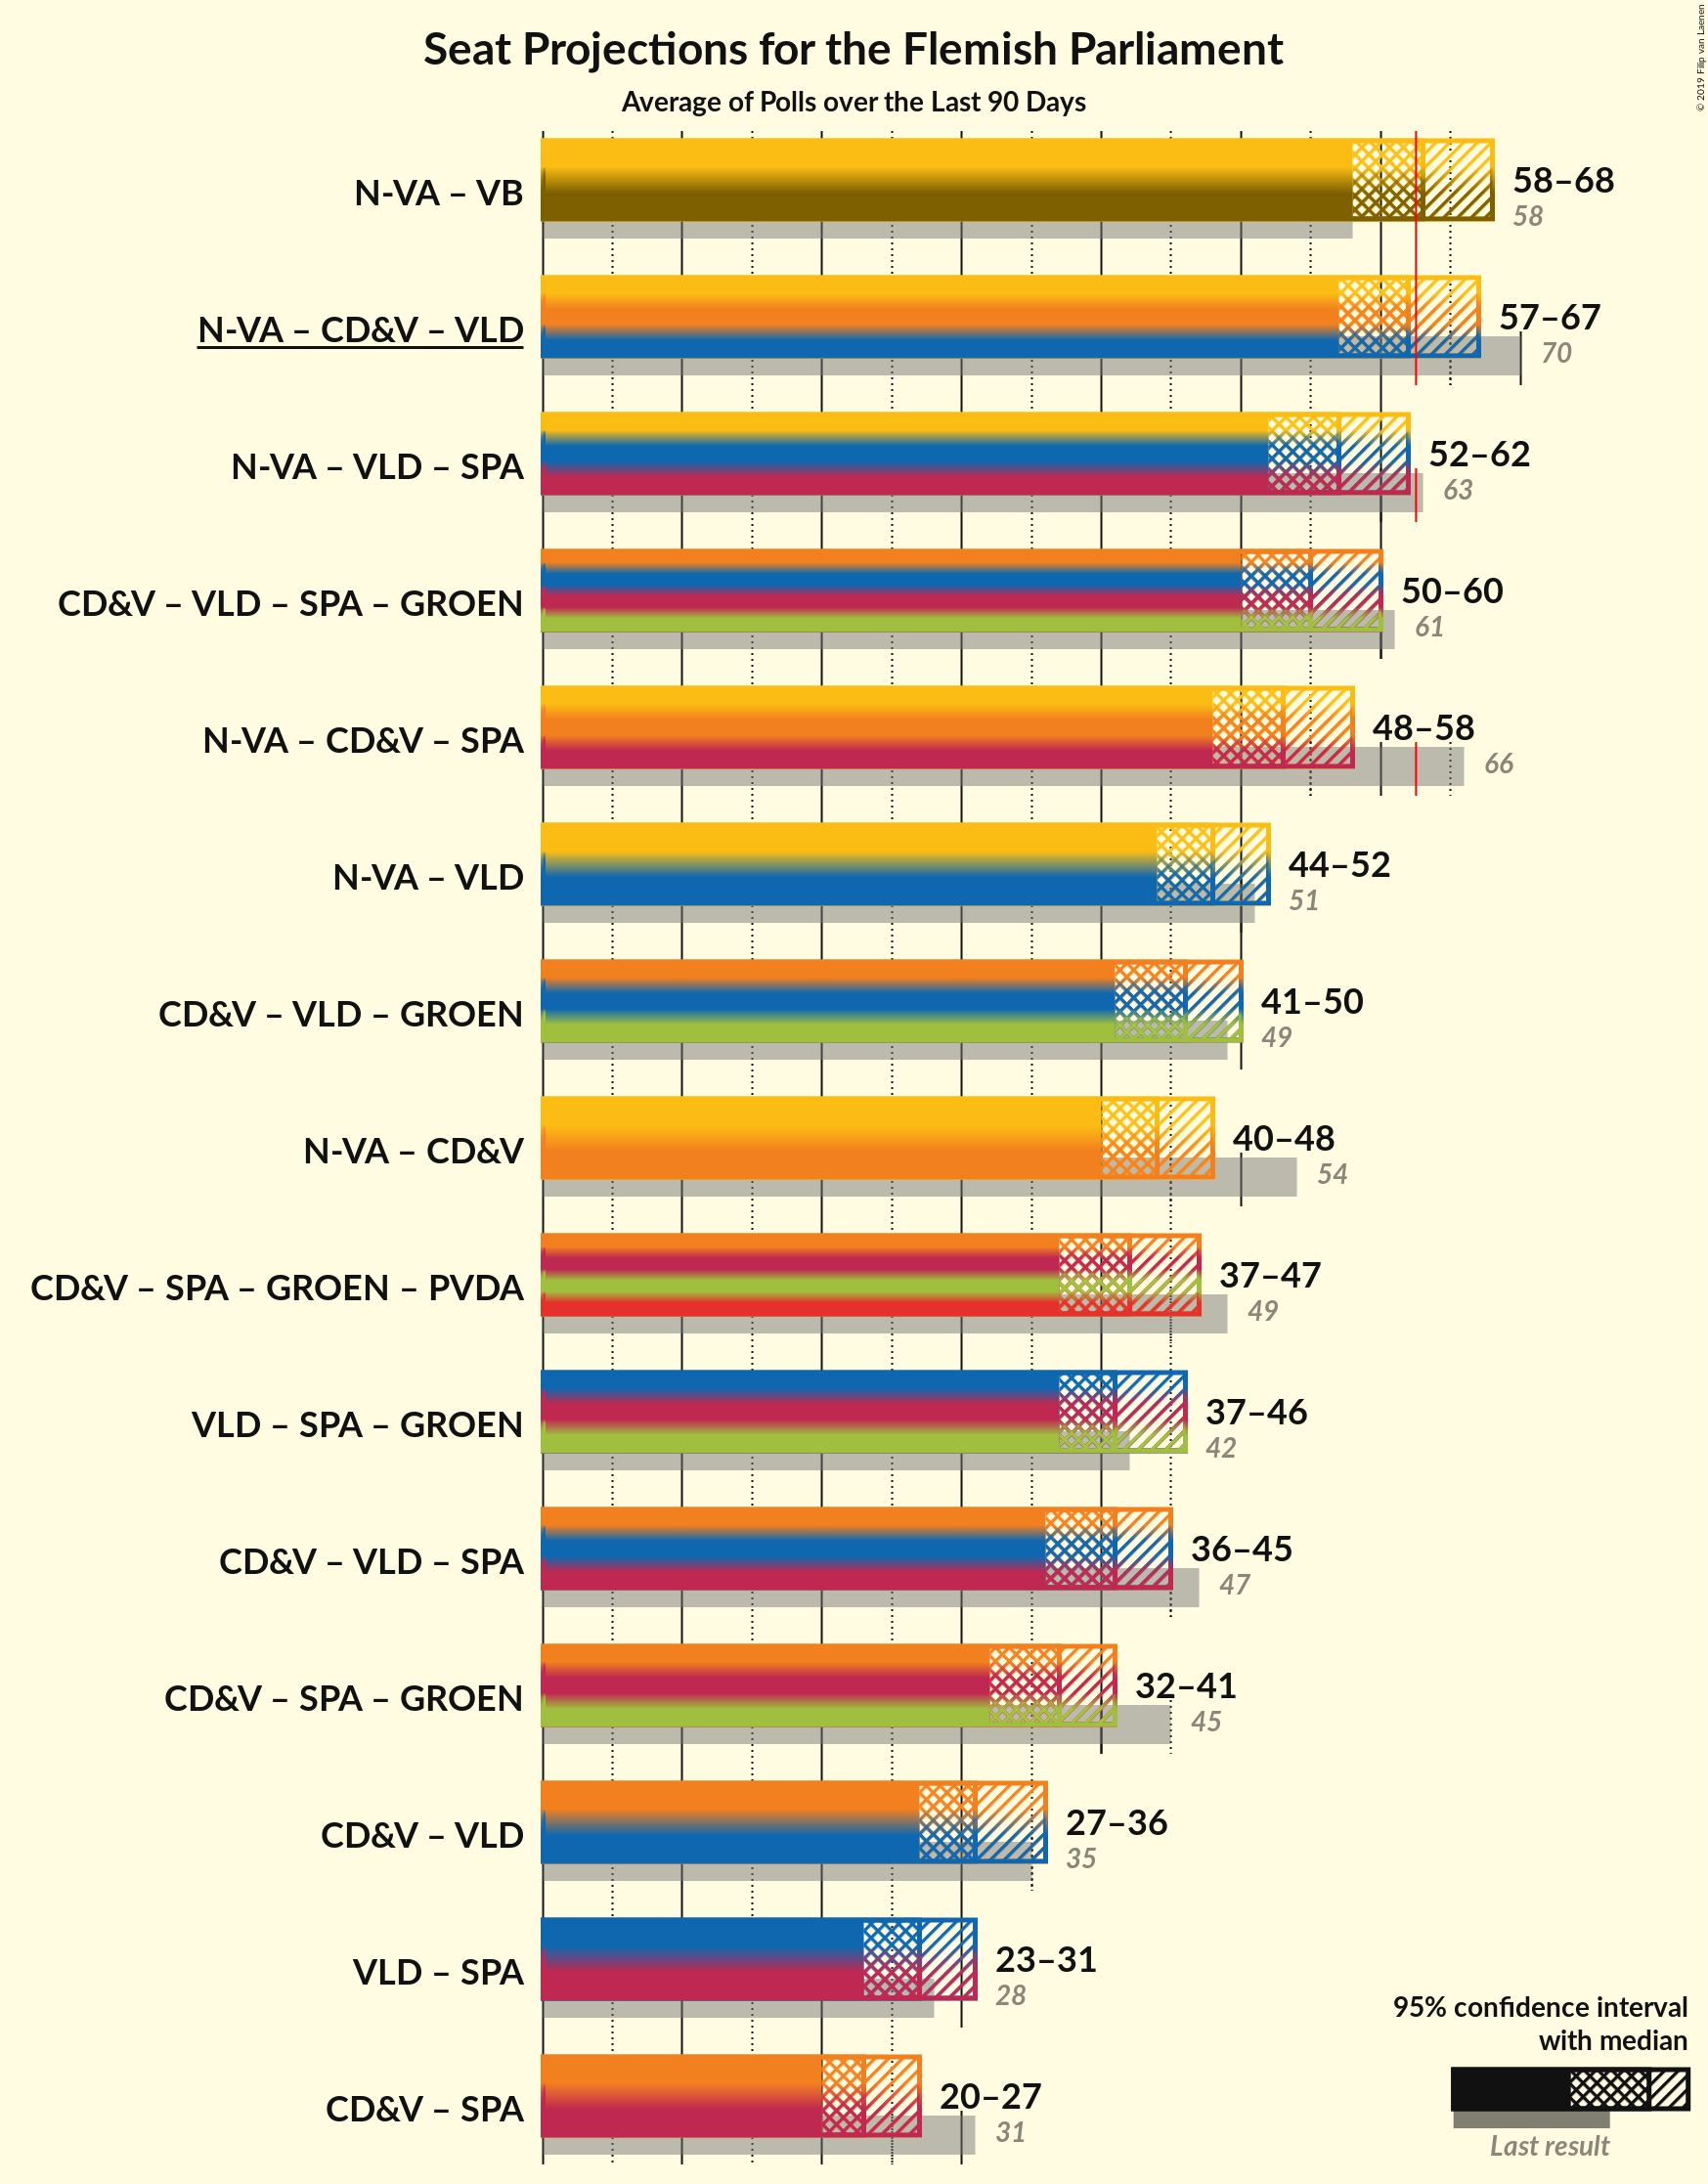 Seat Projections for the Flemish Parliament
Average of Polls over the Last 90 Days
© 2019 Filip van Laenen
N-VA – VB
58–68
58
N-VA – CD&V – VLD
57–67
70
N-VA – VLD – SPA
52–62
63
CD&V – VLD – SPA – GROEN
50–60
61
N-VA – CD&V – SPA
48–58
66
N-VA – VLD
44–52
51
CD&V – VLD – GROEN
41–50
49
N-VA – CD&V
40–48
54
CD&V – SPA – GROEN – PVDA
37–47
49
VLD – SPA – GROEN
37–46
42
CD&V – VLD – SPA
36–45
47
CD&V – SPA – GROEN
32–41
45
CD&V – VLD
27–36
35
VLD – SPA
23–31
28
CD&V – SPA
20–27
31
95% confidence interval
with median
Last result